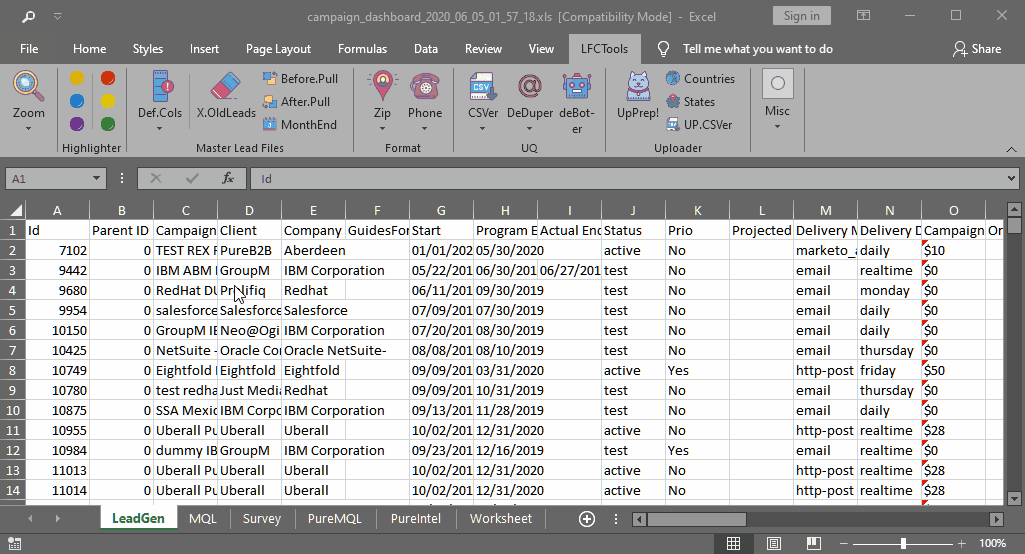 campaign_dashboard_2020_06_05_01_57_18.xls [Compatibility Mode] - Excel
Sign in
File Home Styles Insert Page Layout Formulas Data Review View LFCTools Tell me what you want to do Share
Zoom
Highlighter
Def.Cols X.OldLeads Before.Pull After.Pull MonthEnd
Master Lead Files
Zip Phone
Format
CSV
CSVer DeDuper deBot-er
UQ
UpPrep! Countries States UP.CSVer
Uploader
Misc
A1 fx Id
A B C D E F G H I J K L M N O
1 Id Parent ID Campaign Client Company GuidesFor Start Program E Actual End Status Prio Projected Delivery M Delivery D Campaign Or
2 7102 0 TEST REX F PureB2B Aberdeen 01/01/202 05/30/2020 active No marketo_a daily $10
3 9442 0 IBM ABM I GroupM IBM Corporation 05/22/201 06/30/201 06/27/201 test No email realtime $0
4 9680 0 RedHat DU Prolifiq Redhat 06/11/201 09/30/2019 test No email monday $0
5 9954 0 salesforce Salesforce Salesforce 07/09/201 07/30/2019 test No email daily $0
6 10150 0 GroupM IE Neo@Ogi IBM Corporation 07/20/201 08/30/2019 test No email daily $0
7 10425 0 NetSuite - Oracle Cor Oracle NetSuite- 08/08/201 08/10/2019 test No email thursday $0
8 10749 0 Eightfold I Eightfold Eightfold 09/09/201 03/31/2020 active Yes http-post friday $50
9 10780 0 test redha Just Media Redhat 09/09/201 10/31/2019 test No email thursday $0
10 10875 0 SSA Mexic IBM Corpo IBM Corporation 09/13/201 11/28/2019 test No email daily $0
11 10955 0 Uberall Pu Uberall Uberall 10/02/201 12/31/2020 active No http-post realtime $28
12 10984 0 dummy IB GroupM IBM Corporation 09/23/201 12/16/2019 test Yes email realtime $0
13 11013 0 Uberall Pu Uberall Uberall 10/02/201 12/31/2020 active No http-post realtime $28
14 11014 0 Uberall Pu Uberall Uberall 10/02/201 12/31/2020 active No http-post realtime $28
LeadGen MQL Survey PureMQL PureIntel Worksheet
100%